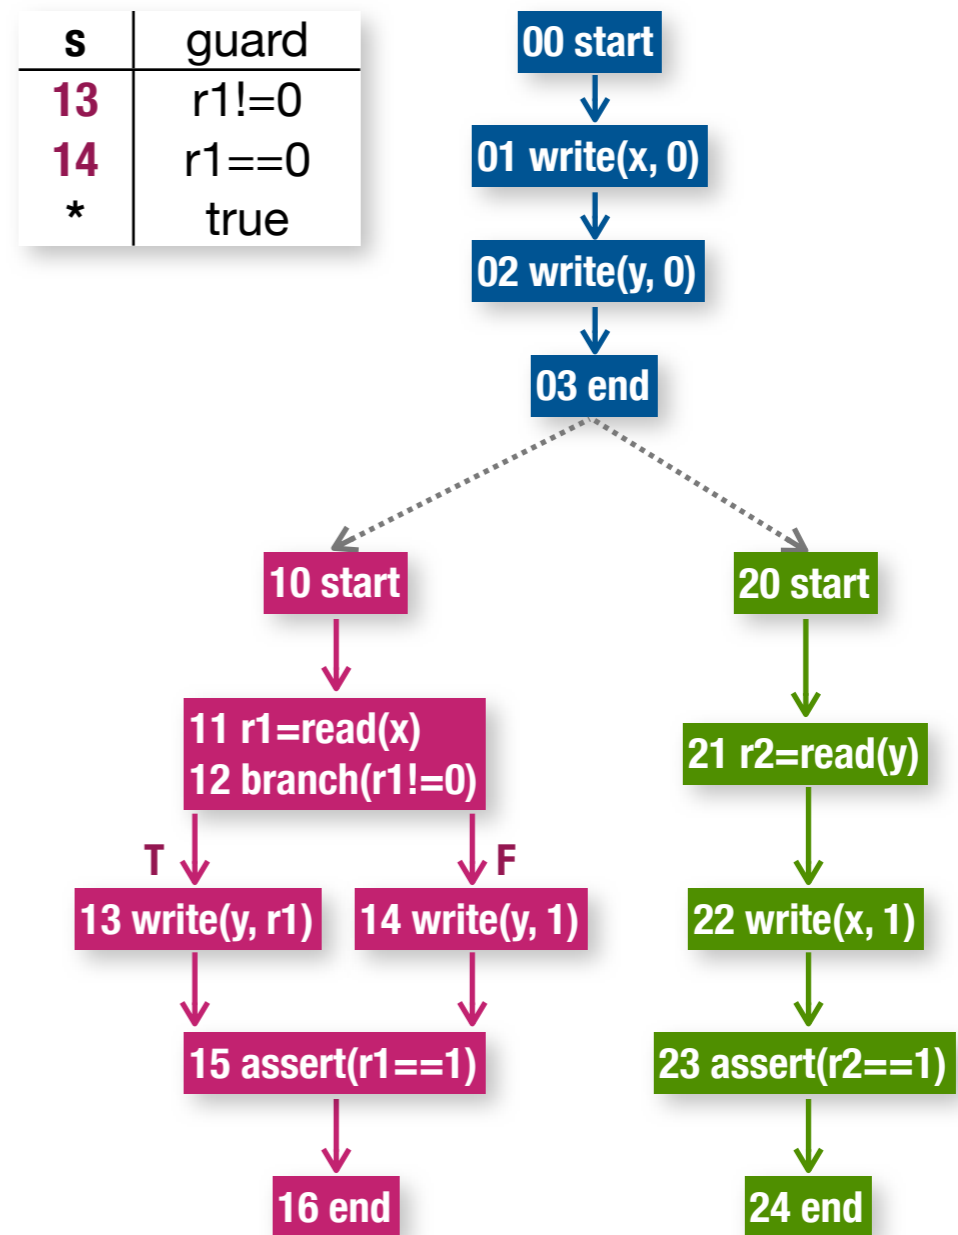 s guard
13 r1!=0
14 r1==0
* true
00 start
01 write(x, 0)
02 write(y, 0)
03 end
10 start
20 start
11 r1=read(x)
12 branch(r1!=0)
21 r2=read(y)
T F
13 write(y, r1)
14 write(y, 1)
22 write(x, 1)
15 assert(r1==1)
23 assert(r2==1)
16 end
24 end